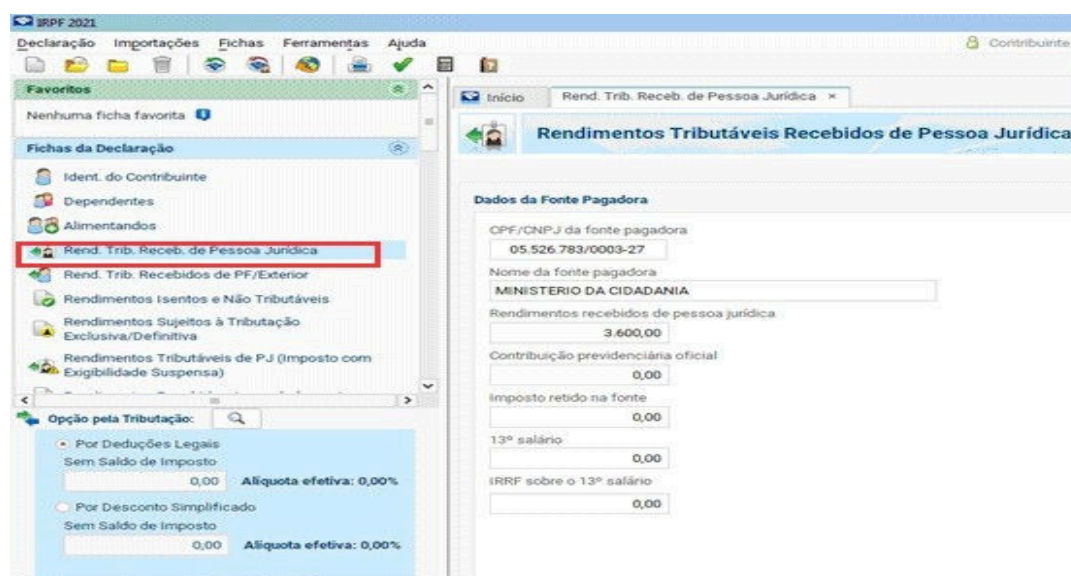 IRPF 2021
Declaração Importações Fichas Ferramentas Ajuda
Contribuinte
Favoritos
Nenhuma ficha favorita
Fichas da Declaração
Ident. do Contribuinte
Dependentes
Alimentandos
Rend. Trib. Receb. de Pessoa Jurídica
Rend. Trib. Recebidos de PF/Exterior
Rendimentos Isentos e Não Tributáveis
Rendimentos Sujeitos à Tributação
Exclusiva/Definitiva
Rendimentos Tributáveis de PJ (Imposto com
Exigibilidade Suspensa)
Opção pela Tributação:
Por Deduções Legais
Sem Saldo de Imposto
0,00 Alíquota efetiva: 0,00%
Por Desconto Simplificado
Sem Saldo de Imposto
0,00 Alíquota efetiva: 0,00%
Início Rend. Trib. Receb. de Pessoa Jurídica ×
Rendimentos Tributáveis Recebidos de Pessoa Jurídica
Dados da Fonte Pagadora
CPF/CNPJ da fonte pagadora
05.526.783/0003-27
Nome da fonte pagadora
MINISTERIO DA CIDADANIA
Rendimentos recebidos de pessoa jurídica
3.600,00
Contribuição previdenciária oficial
0,00
Imposto retido na fonte
0,00
13º salário
0,00
IRRF sobre o 13º salário
0,00